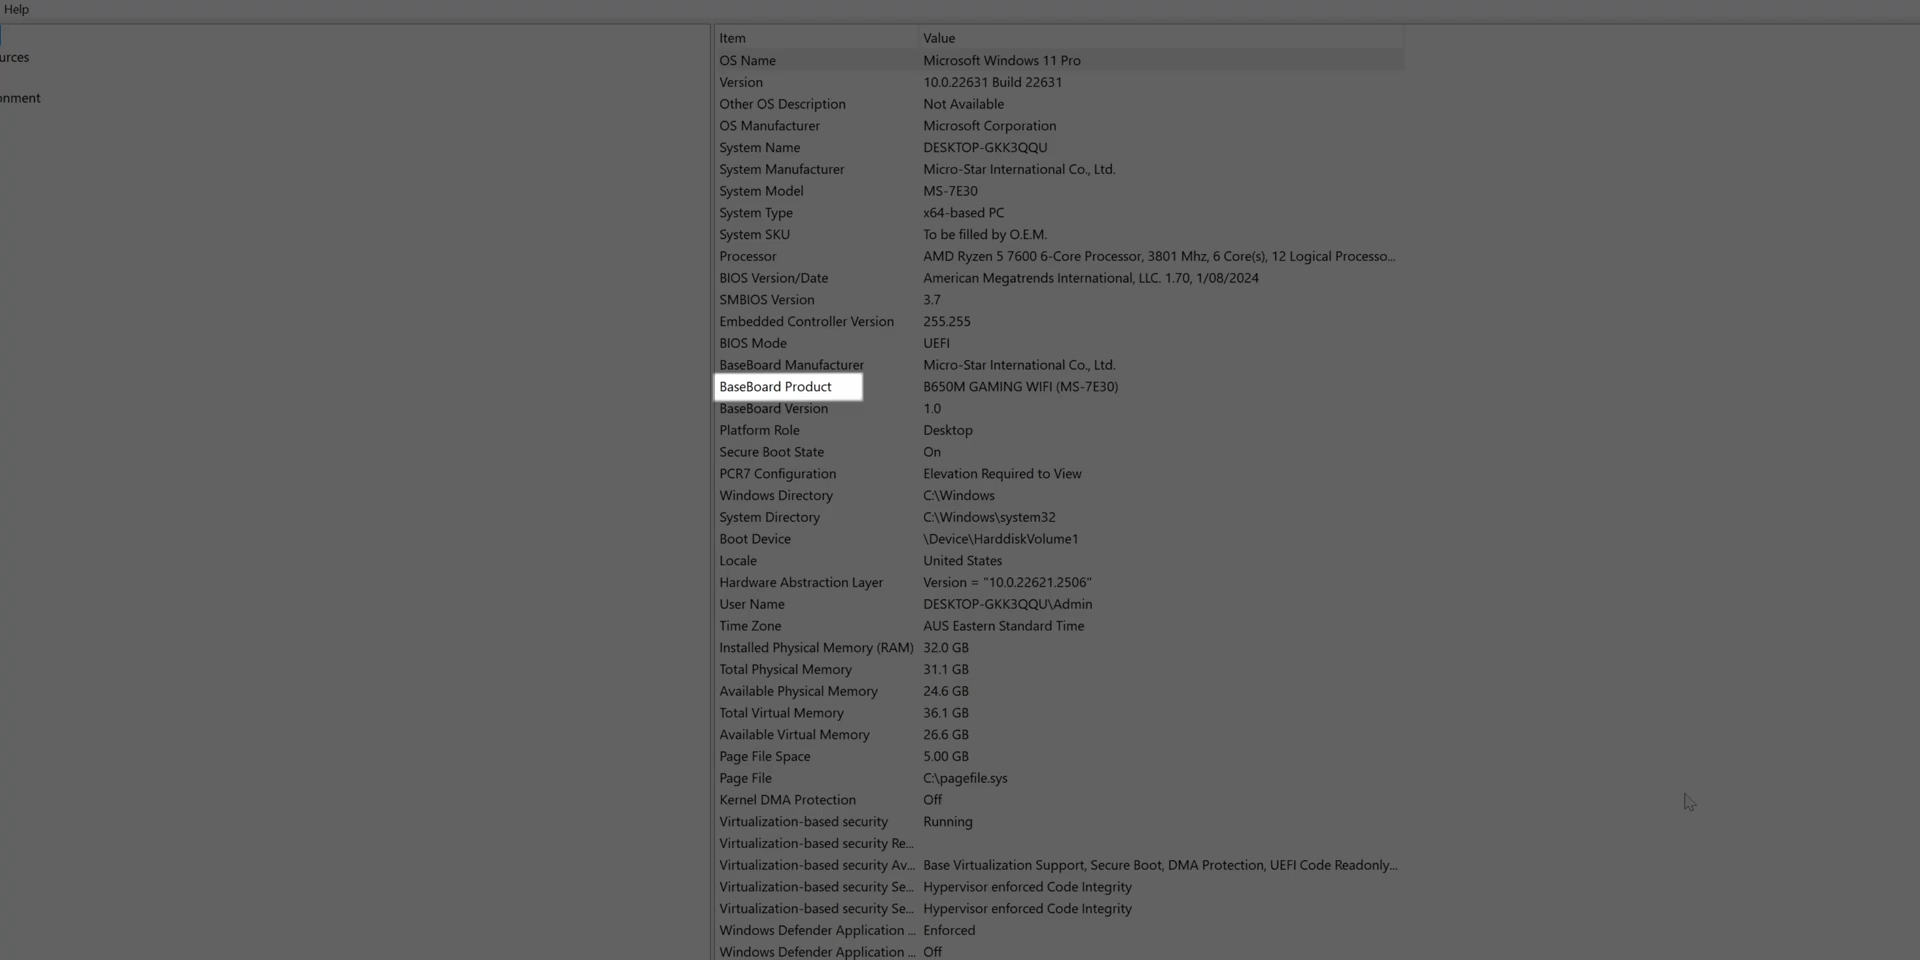 Help
urces
onment
Item Value
OS Name Microsoft Windows 11 Pro
Version 10.0.22631 Build 22631
Other OS Description Not Available
OS Manufacturer Microsoft Corporation
System Name DESKTOP-GKK3QQU
System Manufacturer Micro-Star International Co., Ltd.
System Model MS-7E30
System Type x64-based PC
System SKU To be filled by O.E.M.
Processor AMD Ryzen 5 7600 6-Core Processor, 3801 Mhz, 6 Core(s), 12 Logical Processo...
BIOS Version/Date American Megatrends International, LLC. 1.70, 1/08/2024
SMBIOS Version 3.7
Embedded Controller Version 255.255
BIOS Mode UEFI
BaseBoard Manufacturer Micro-Star International Co., Ltd.
BaseBoard Product B650M GAMING WIFI (MS-7E30)
BaseBoard Version 1.0
Platform Role Desktop
Secure Boot State On
PCR7 Configuration Elevation Required to View
Windows Directory C:\Windows
System Directory C:\Windows\system32
Boot Device \Device\HarddiskVolume1
Locale United States
Hardware Abstraction Layer Version = "10.0.22621.2506"
User Name DESKTOP-GKK3QQU\Admin
Time Zone AUS Eastern Standard Time
Installed Physical Memory (RAM) 32.0 GB
Total Physical Memory 31.1 GB
Available Physical Memory 24.6 GB
Total Virtual Memory 36.1 GB
Available Virtual Memory 26.6 GB
Page File Space 5.00 GB
Page File C:\pagefile.sys
Kernel DMA Protection Off
Virtualization-based security Running
Virtualization-based security Re...
Virtualization-based security Av... Base Virtualization Support, Secure Boot, DMA Protection, UEFI Code Readonly...
Virtualization-based security Se... Hypervisor enforced Code Integrity
Virtualization-based security Se... Hypervisor enforced Code Integrity
Windows Defender Application ... Enforced
Windows Defender Application ... Off